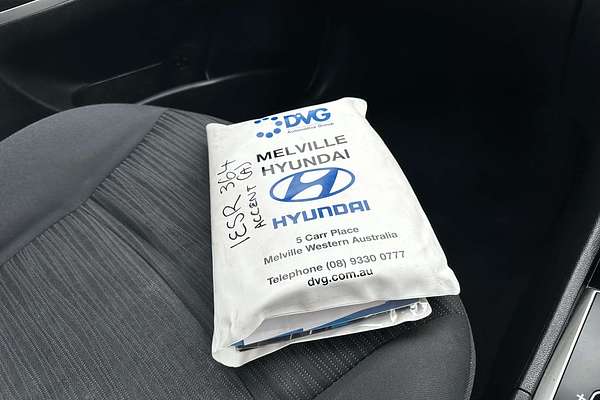 DVG
Automotive Group
MELVILLE
HYUNDAI
HYUNDAI
5 Carr Place
Melville Western Australia
Telephone (08) 9330 0777
dvg.com.au
1ESR 364
ACCENT (A)